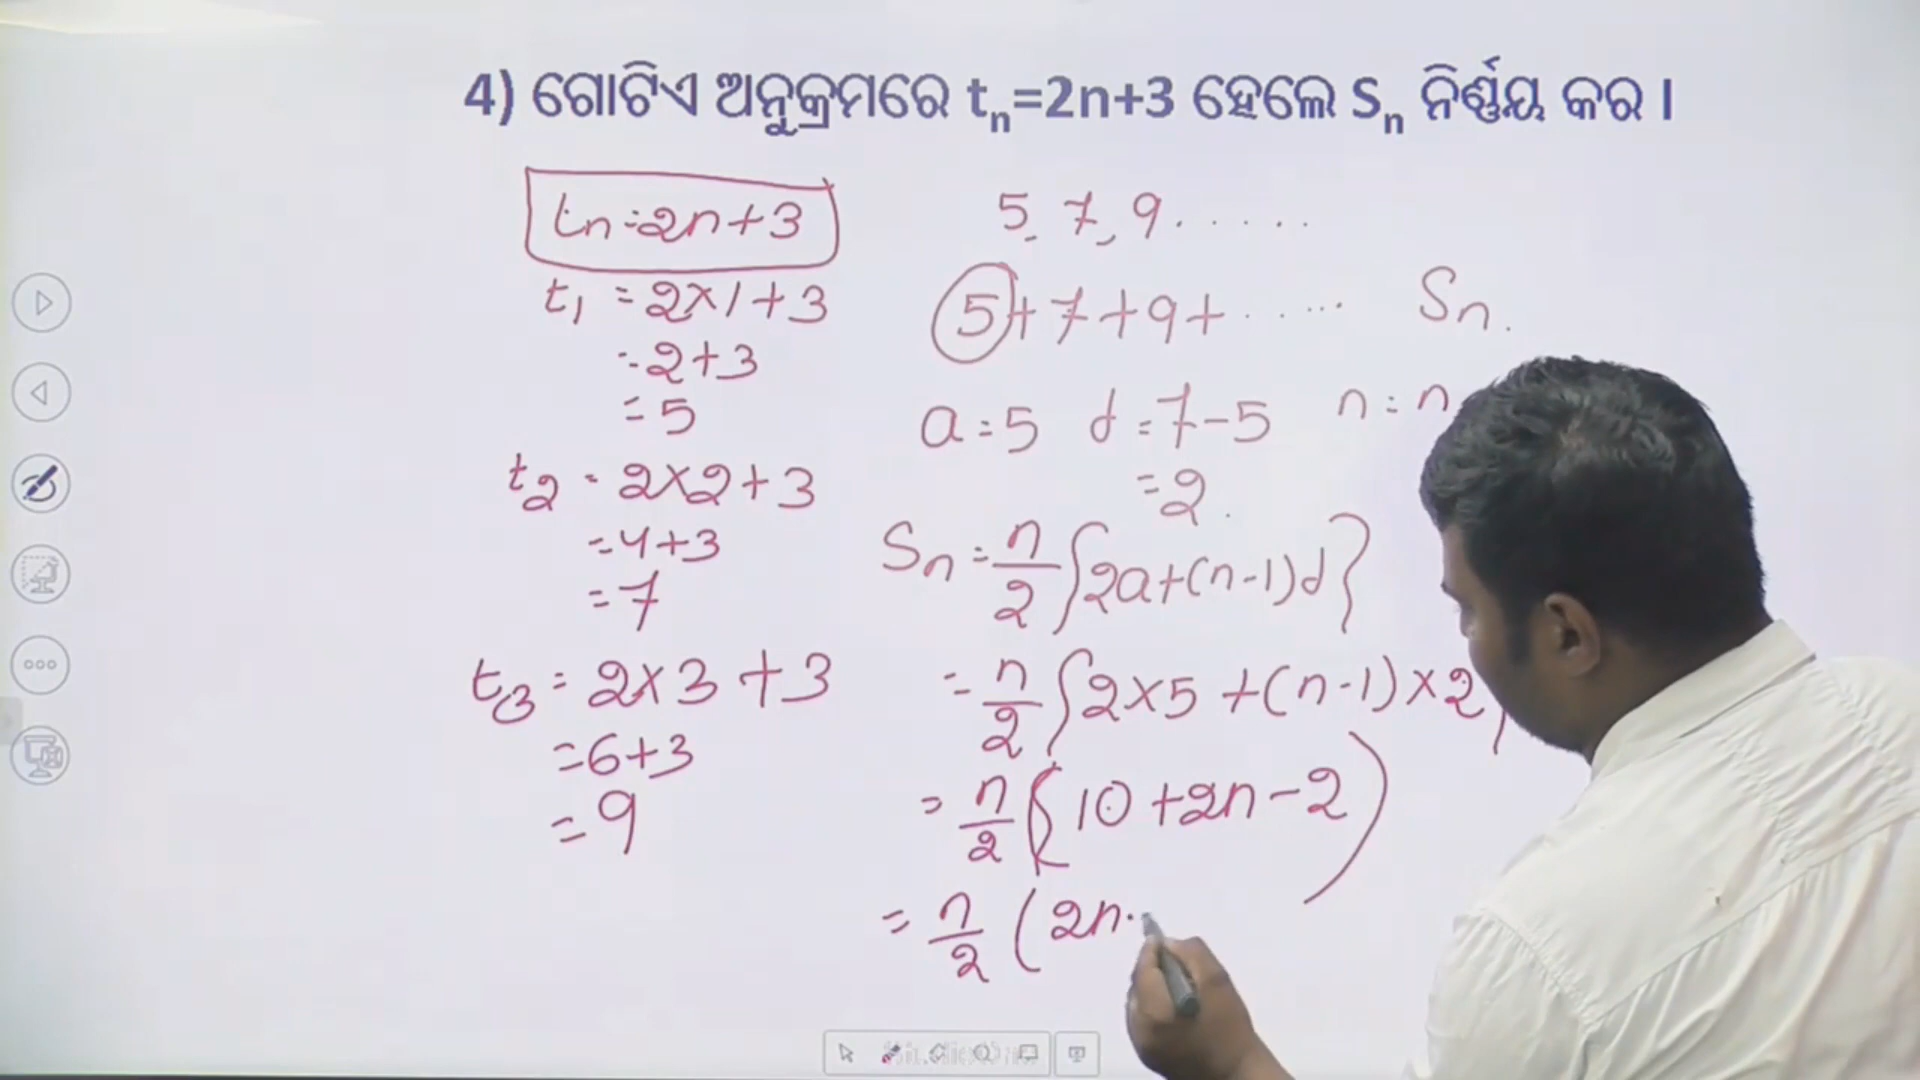 4) ଗୋଟିଏ ଅନୁକ୍ରମରେ tn=2n+3 ହେଲେ Sn ନିର୍ଣ୍ଣୟ କର ।
tn=2n+3
t1 = 2×1+3
=2+3
=5
t2 = 2×2+3
=4+3
=7
t3 = 2×3+3
=6+3
=9
5, 7, 9......
5+7+9+...... Sn.
a=5 d=7-5 n=n
=2.
Sn = n/2 {2a+(n-1)d}
= n/2 {2×5+(n-1)×2}
= n/2 (10+2n-2)
= n/2 (2n